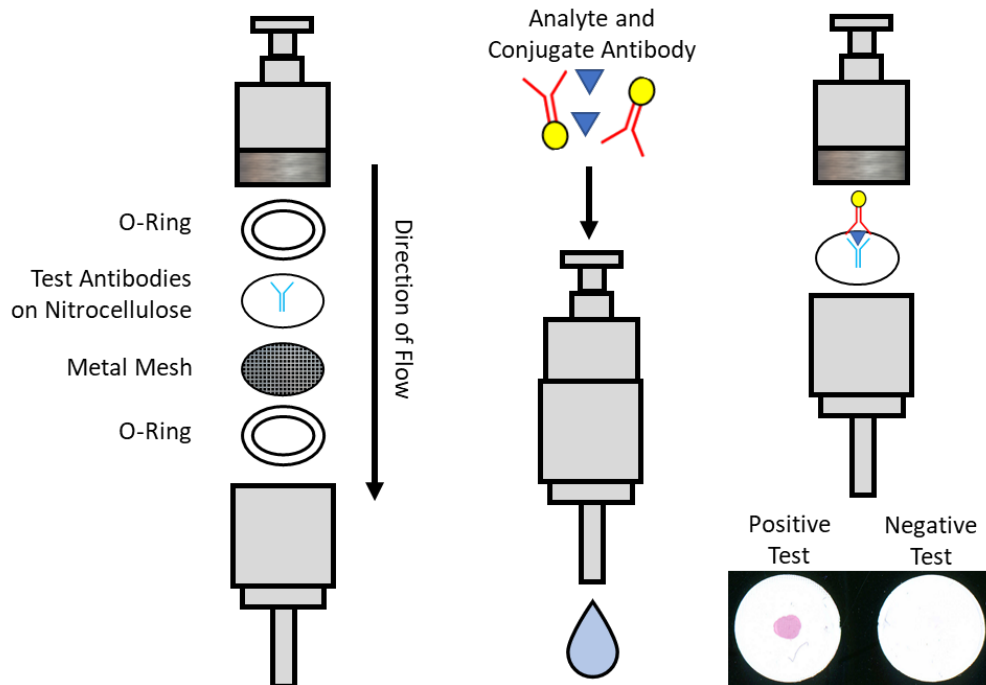 O-Ring
Test Antibodies
on Nitrocellulose
Metal Mesh
O-Ring
Direction of Flow
Analyte and
Conjugate Antibody
Positive
Test
Negative
Test